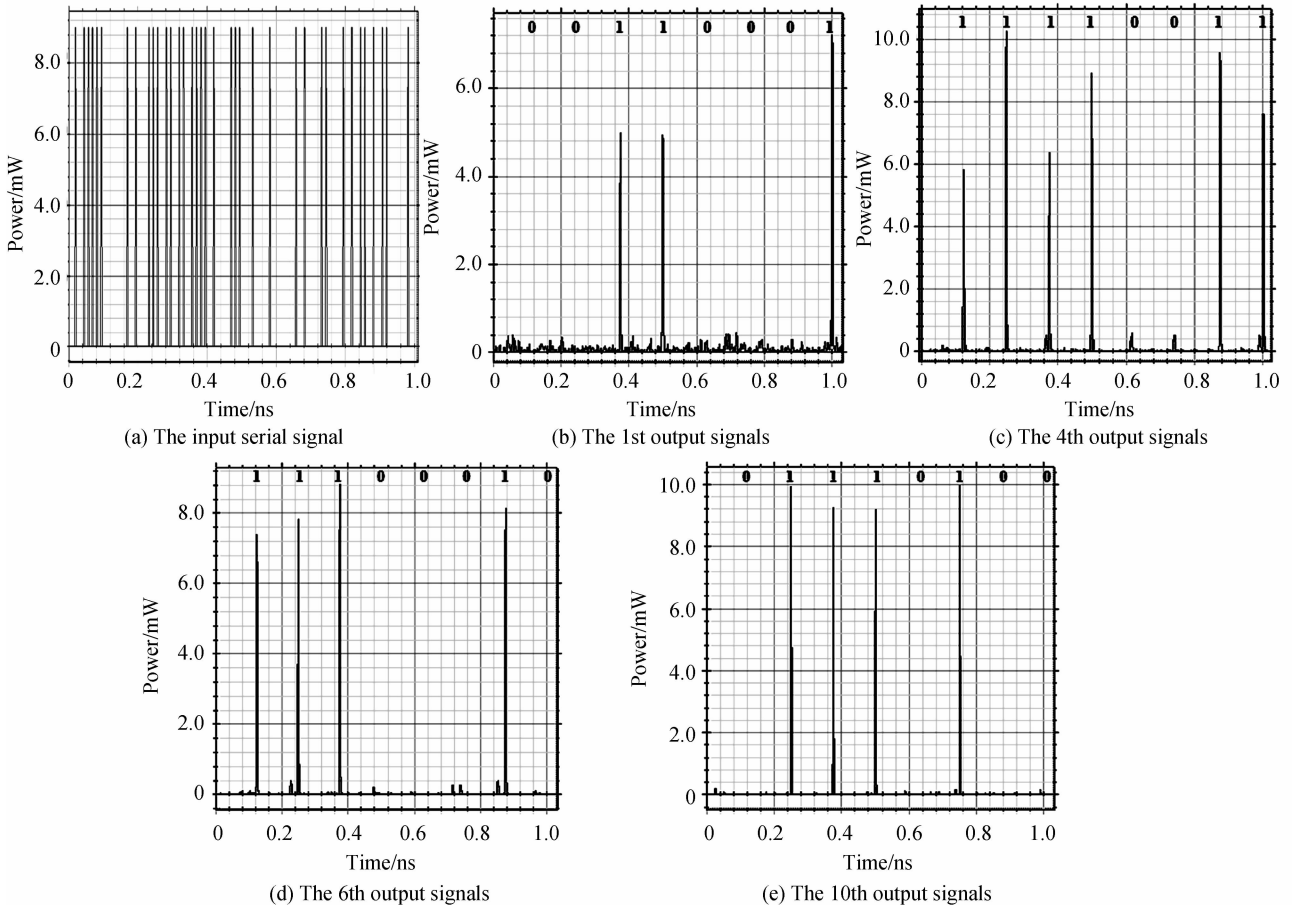 Power/mW
8.0
6.0
4.0
2.0
0
0 0.2 0.4 0.6 0.8 1.0
Time/ns
(a) The input serial signal
0 0 1 1 0 0 0 1
Power/mW
6.0
4.0
2.0
0
0 0.2 0.4 0.6 0.8 1.0
Time/ns
(b) The 1st output signals
1 1 1 1 0 0 1 1
Power/mW
10.0
8.0
6.0
4.0
2.0
0
0 0.2 0.4 0.6 0.8 1.0
Time/ns
(c) The 4th output signals
1 1 1 0 0 0 1 0
Power/mW
8.0
6.0
4.0
2.0
0
0 0.2 0.4 0.6 0.8 1.0
Time/ns
(d) The 6th output signals
0 1 1 1 0 1 0 0
Power/mW
10.0
8.0
6.0
4.0
2.0
0
0 0.2 0.4 0.6 0.8 1.0
Time/ns
(e) The 10th output signals